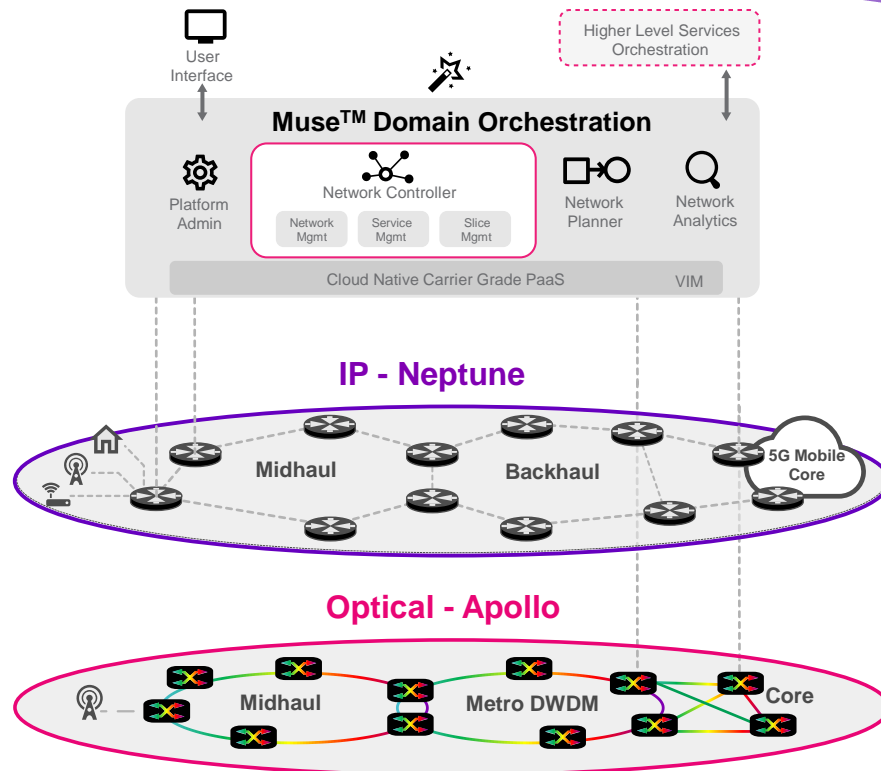 User
Interface
Higher Level Services
Orchestration
Muse™ Domain Orchestration
Platform
Admin
Network Controller
Network
Mgmt
Service
Mgmt
Slice
Mgmt
Network
Planner
Network
Analytics
Cloud Native Carrier Grade PaaS
VIM
IP - Neptune
Midhaul
Backhaul
5G Mobile
Core
Optical - Apollo
Midhaul
Metro DWDM
Core